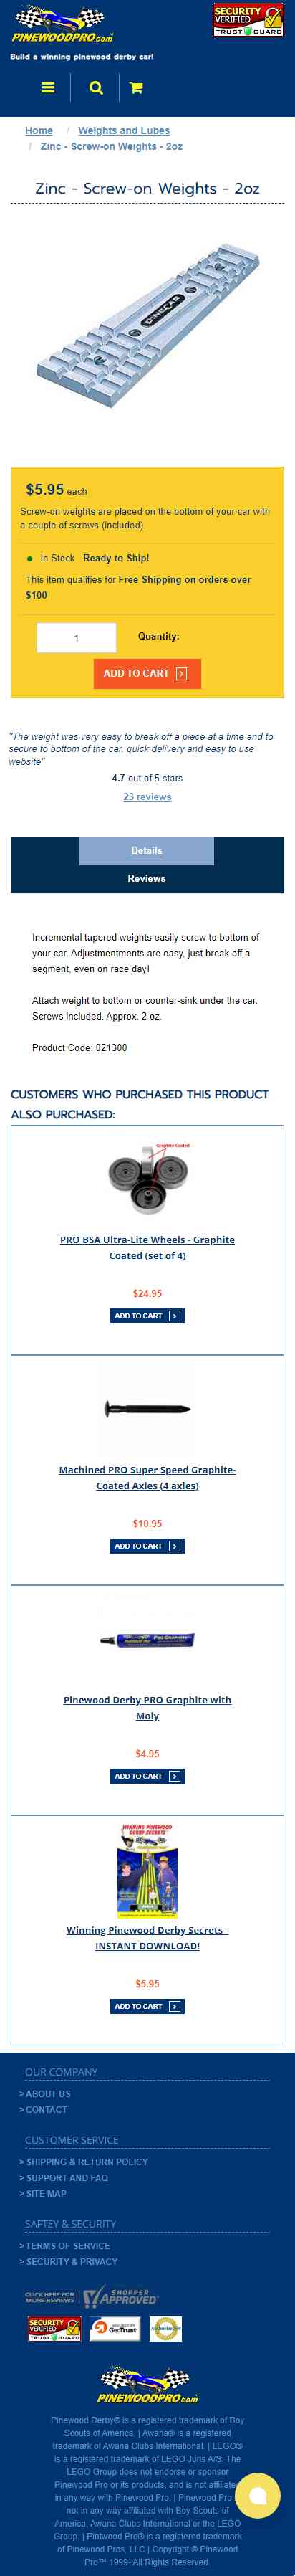 PINEWOODPRO.com
Build a winning pinewood derby car!
SECURITY
VERIFIED
TRUST GUARD
Home / Weights and Lubes
/ Zinc - Screw-on Weights - 2oz
Zinc - Screw-on Weights - 2oz
PINECAR
$5.95 each
Screw-on weights are placed on the bottom of your car with
a couple of screws (included).
In Stock Ready to Ship!
This item qualifies for Free Shipping on orders over
$100
1 Quantity:
ADD TO CART
"The weight was very easy to break off a piece at a time and to
secure to bottom of the car. quick delivery and easy to use
website"
4.7 out of 5 stars
23 reviews
Details
Reviews
Incremental tapered weights easily screw to bottom of
your car. Adjustmentments are easy, just break off a
segment, even on race day!
Attach weight to bottom or counter-sink under the car.
Screws included. Approx. 2 oz.
Product Code: 021300
CUSTOMERS WHO PURCHASED THIS PRODUCT
ALSO PURCHASED:
Graphite Coated
PRO BSA Ultra-Lite Wheels - Graphite
Coated (set of 4)
$24.95
ADD TO CART
Machined PRO Super Speed Graphite-
Coated Axles (4 axles)
$10.95
ADD TO CART
Pinewood Derby PRO Graphite with
Moly
$4.95
ADD TO CART
WINNING PINEWOOD
DERBY SECRETS
Winning Pinewood Derby Secrets -
INSTANT DOWNLOAD!
$5.95
ADD TO CART
OUR COMPANY
> ABOUT US
> CONTACT
CUSTOMER SERVICE
> SHIPPING & RETURN POLICY
> SUPPORT AND FAQ
> SITE MAP
SAFTEY & SECURITY
> TERMS OF SERVICE
> SECURITY & PRIVACY
CLICK HERE FOR
MORE REVIEWS
SHOPPER
APPROVED
SECURITY
VERIFIED
TRUST GUARD
GeoTrust
PINEWOODPRO.com
Pinewood Derby® is a registered trademark of Boy
Scouts of America. | Awana® is a registered
trademark of Awana Clubs International. | LEGO®
is a registered trademark of LEGO Juris A/S. The
LEGO Group does not endorse or sponsor
Pinewood Pro or its products, and is not affiliated
in any way with Pinewood Pro. | Pinewood Pro
not in any way affiliated with Boy Scouts of
America, Awana Clubs International or the LEGO
Group. | Pintwood Pro® is a registered trademark
of Pinewood Pros, LLC | Copyright © Pinewood
Pro™ 1999- All Rights Reserved.